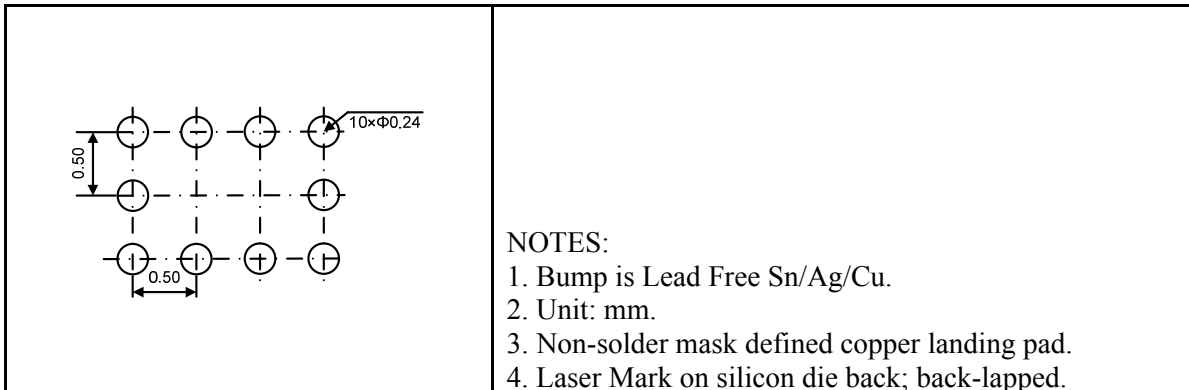 10×Φ0.24
0.50
0.50
NOTES:
1. Bump is Lead Free Sn/Ag/Cu.
2. Unit: mm.
3. Non-solder mask defined copper landing pad.
4. Laser Mark on silicon die back; back-lapped.